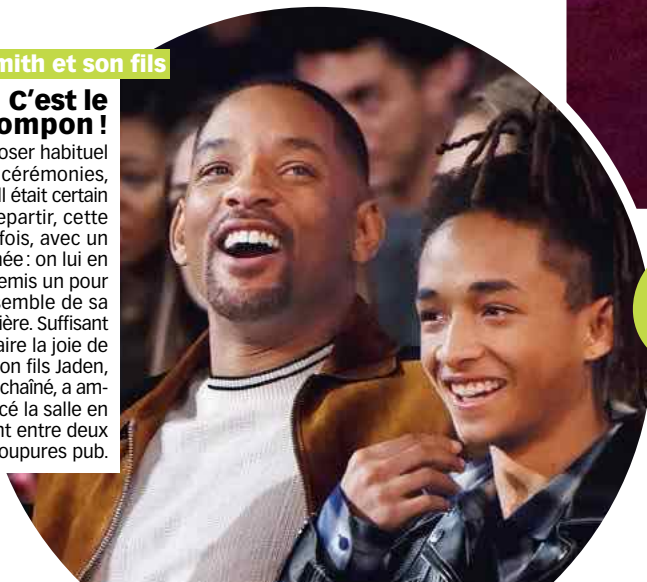 mith et son fils
C'est le
ompon !
oser habituel
cérémonies,
ll était certain
epartir, cette
fois, avec un
née : on lui en
emis un pour
semble de sa
ière. Suffisant
aire la joie de
on fils Jaden,
chaîné, a am-
cé la salle en
nt entre deux
oupures pub.